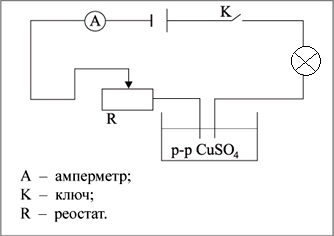 K
A
R
р-р CuSO₄
A – амперметр;
K – ключ;
R – реостат.